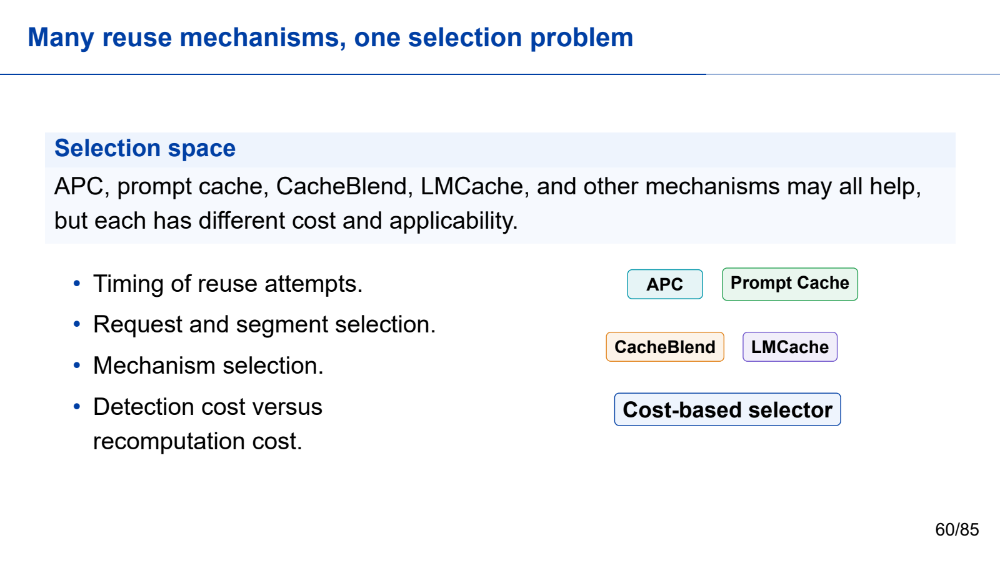 Many reuse mechanisms, one selection problem
Selection space
APC, prompt cache, CacheBlend, LMCache, and other mechanisms may all help,
but each has different cost and applicability.
• Timing of reuse attempts.
• Request and segment selection.
• Mechanism selection.
• Detection cost versus
recomputation cost.
APC
Prompt Cache
CacheBlend
LMCache
Cost-based selector
60/85